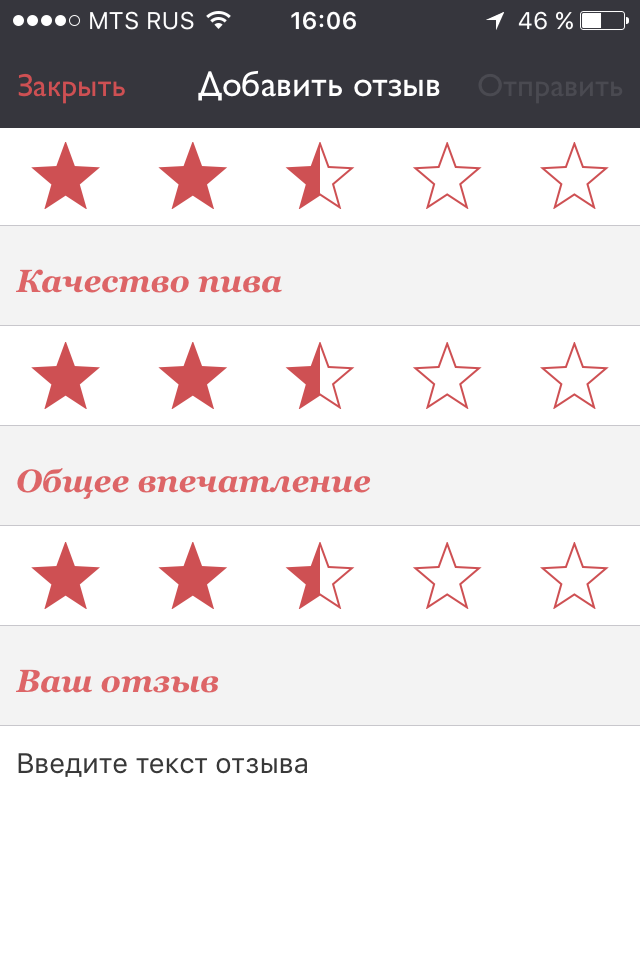 MTS RUS 16:06 46 %
Закрыть Добавить отзыв Отправить
Качество пива
Общее впечатление
Ваш отзыв
Введите текст отзыва